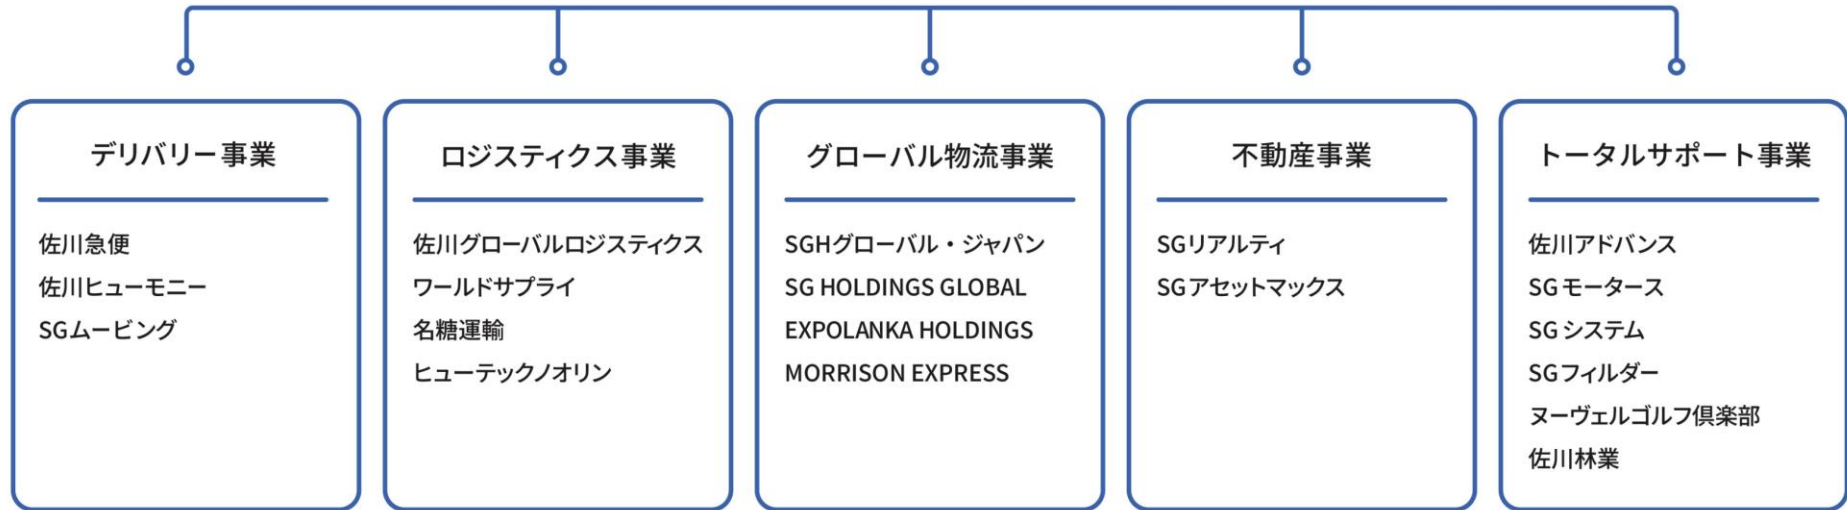 デリバリー事業
佐川急便
佐川ヒューモニー
SGムービング
ロジスティクス事業
佐川グローバルロジスティクス
ワールドサプライ
名糖運輸
ヒューテックノオリン
グローバル物流事業
SGHグローバル・ジャパン
SG HOLDINGS GLOBAL
EXPOLANKA HOLDINGS
MORRISON EXPRESS
不動産事業
SGリアルティ
SGアセットマックス
トータルサポート事業
佐川アドバンス
SGモータース
SGシステム
SGフィルダー
ヌーヴェルゴルフ倶楽部
佐川林業